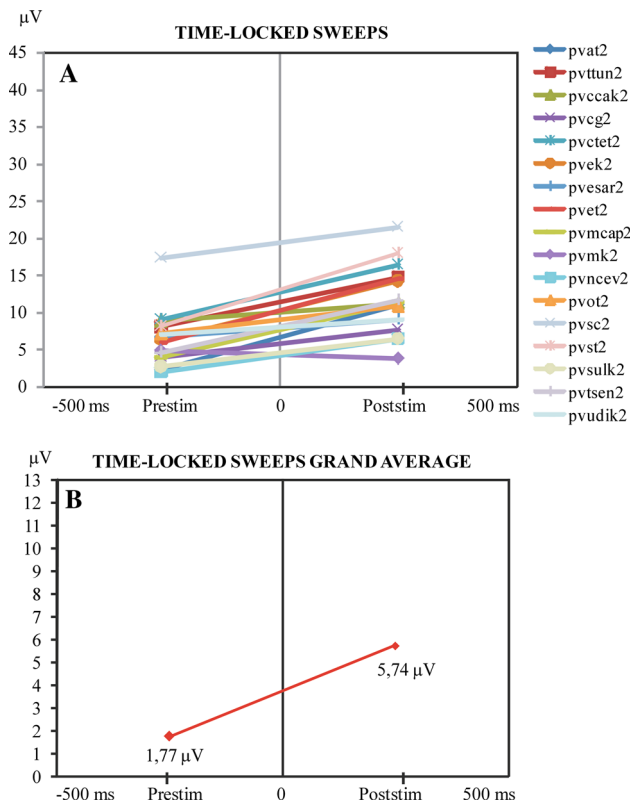 µV
TIME-LOCKED SWEEPS
A
45
40
35
30
25
20
15
10
5
0
-500 ms Prestim 0 Poststim 500 ms
pvat2
pvttun2
pvccak2
pvcg2
pvctet2
pvek2
pvesar2
pvet2
pvmcap2
pvmk2
pvncev2
pvot2
pvsc2
pvst2
pvsulk2
pvtsen2
pvudik2
µV
TIME-LOCKED SWEEPS GRAND AVERAGE
B
13
12
11
10
9
8
7
6
5
4
3
2
1
0
5,74 µV
1,77 µV
-500 ms Prestim 0 Poststim 500 ms